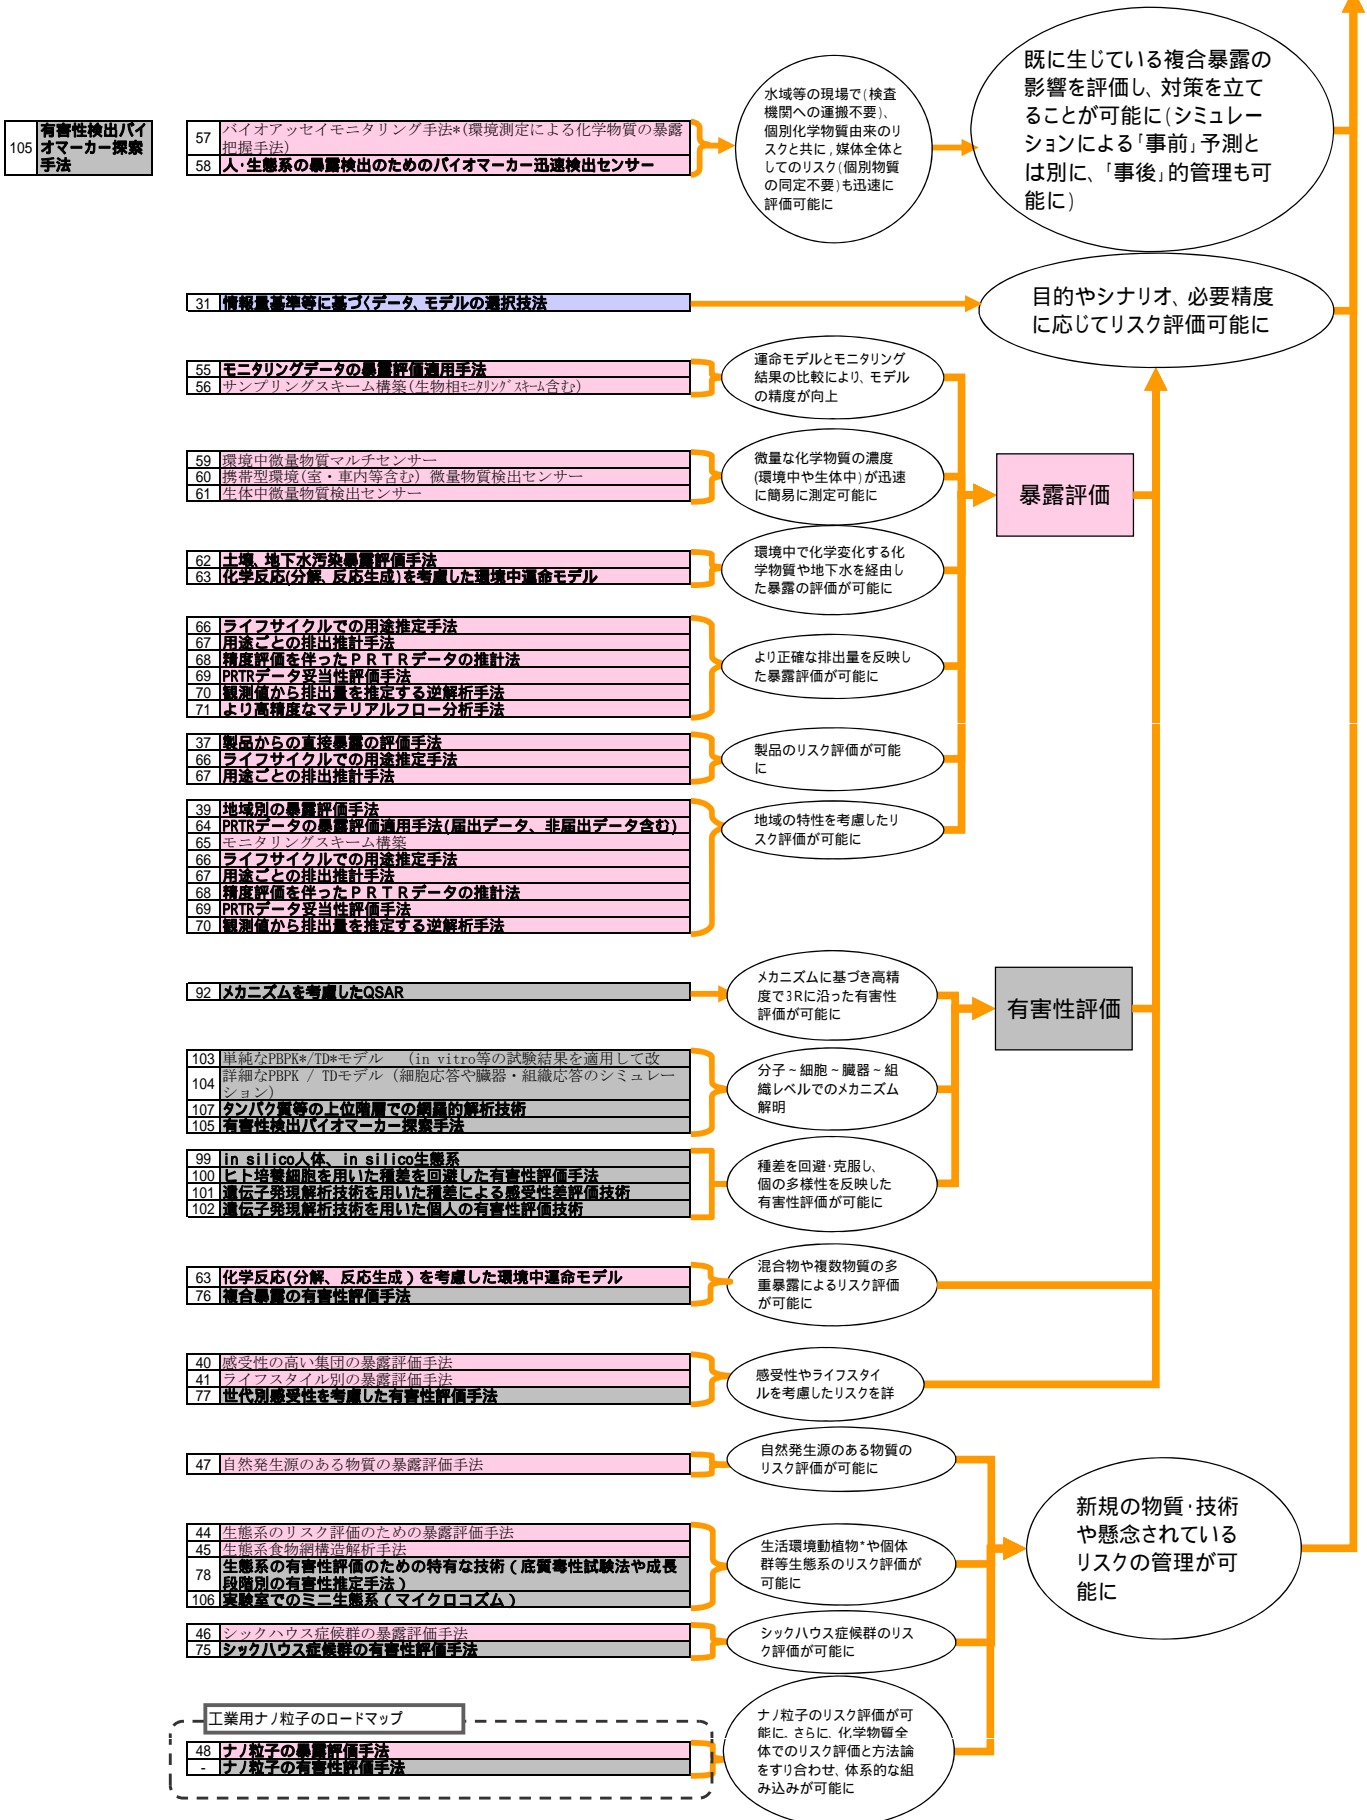 105 有害性検出バイ
オマーカー探索
手法
57 バイオアッセイモニタリング手法*(環境測定による化学物質の暴露
把握手法)
58 人・生態系の暴露検出のためのバイオマーカー迅速検出センサー
水域等の現場で(検査
機関への運搬不要)、
個別化学物質由来のリ
スクと共に,媒体全体と
してのリスク(個別物質
の同定不要)も迅速に
評価可能に
既に生じている複合暴露の
影響を評価し、対策を立て
ることが可能に(シミュレー
ションによる「事前」予測と
は別に、「事後」的管理も可
能に)
31 情報量基準等に基づくデータ、モデルの選択技法
目的やシナリオ、必要精度
に応じてリスク評価可能に
55 モニタリングデータの暴露評価適用手法
56 サンプリングスキーム構築(生物相モニタリングスキーム含む)
運命モデルとモニタリング
結果の比較により、モデル
の精度が向上
59 環境中微量物質マルチセンサー
60 携帯型環境(室・車内等含む) 微量物質検出センサー
61 生体中微量物質検出センサー
微量な化学物質の濃度
(環境中や生体中)が迅速
に簡易に測定可能に
暴露評価
62 土壌、地下水汚染暴露評価手法
63 化学反応(分解、反応生成)を考慮した環境中運命モデル
環境中で化学変化する化
学物質や地下水を経由し
た暴露の評価が可能に
66 ライフサイクルでの用途推定手法
67 用途ごとの排出推計手法
68 精度評価を伴ったPRTRデータの推計法
69 PRTRデータ妥当性評価手法
70 観測値から排出量を推定する逆解析手法
71 より高精度なマテリアルフロー分析手法
より正確な排出量を反映し
た暴露評価が可能に
37 製品からの直接暴露の評価手法
66 ライフサイクルでの用途推定手法
67 用途ごとの排出推計手法
製品のリスク評価が可能
に
39 地域別の暴露評価手法
64 PRTRデータの暴露評価適用手法(届出データ、非届出データ含む)
65 モニタリングスキーム構築
66 ライフサイクルでの用途推定手法
67 用途ごとの排出推計手法
68 精度評価を伴ったPRTRデータの推計法
69 PRTRデータ妥当性評価手法
70 観測値から排出量を推定する逆解析手法
地域の特性を考慮したリ
スク評価が可能に
92 メカニズムを考慮したQSAR
メカニズムに基づき高精
度で3Rに沿った有害性
評価が可能に
有害性評価
103 単純なPBPK*/TD*モデル (in vitro等の試験結果を適用して改
104 詳細なPBPK / TDモデル(細胞応答や臓器・組織応答のシミュレー
ション)
107 タンパク質等の上位階層での網羅的解析技術
105 有害性検出バイオマーカー探索手法
分子~細胞~臓器~組
織レベルでのメカニズム
解明
99 in silico人体、in silico生態系
100 ヒト培養細胞を用いた種差を回避した有害性評価手法
101 遺伝子発現解析技術を用いた種差による感受性差評価技術
102 遺伝子発現解析技術を用いた個人の有害性評価技術
種差を回避・克服し、
個の多様性を反映した
有害性評価が可能に
63 化学反応(分解、反応生成)を考慮した環境中運命モデル
76 複合暴露の有害性評価手法
混合物や複数物質の多
重暴露によるリスク評価
が可能に
40 感受性の高い集団の暴露評価手法
41 ライフスタイル別の暴露評価手法
77 世代別感受性を考慮した有害性評価手法
感受性やライフスタイ
ルを考慮したリスクを詳
47 自然発生源のある物質の暴露評価手法
自然発生源のある物質の
リスク評価が可能に
44 生態系のリスク評価のための暴露評価手法
45 生態系食物網構造解析手法
78 生態系の有害性評価のための特有な技術(底質毒性試験法や成長
段階別の有害性推定手法)
106 実験室でのミニ生態系(マイクロコズム)
生活環境動植物*や個体
群等生態系のリスク評価が
可能に
新規の物質・技術
や懸念されている
リスクの管理が可
能に
46 シックハウス症候群の暴露評価手法
75 シックハウス症候群の有害性評価手法
シックハウス症候群のリス
ク評価が可能に
工業用ナノ粒子のロードマップ
48 ナノ粒子の暴露評価手法
- ナノ粒子の有害性評価手法
ナノ粒子のリスク評価が可
能に、さらに、化学物質全
体でのリスク評価と方法論
をすり合わせ、体系的な組
み込みが可能に